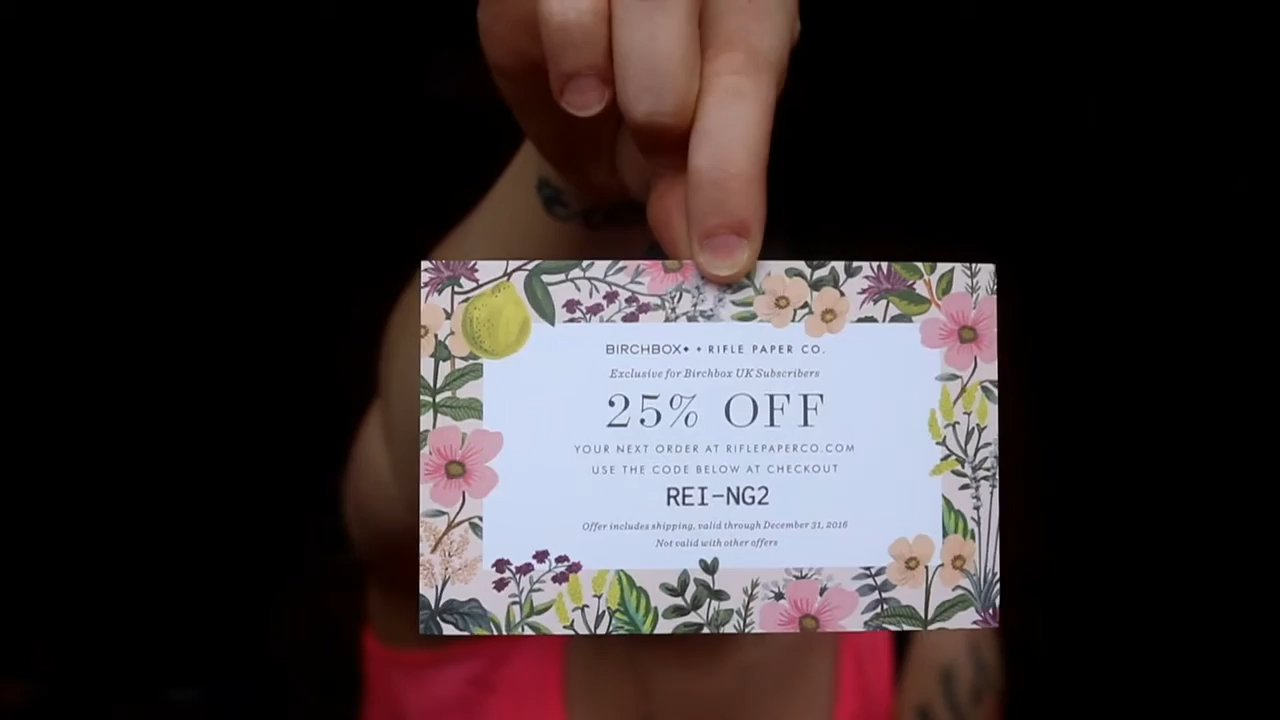 BIRCHBOX♦ + RIFLE PAPER CO.
Exclusive for Birchbox UK Subscribers
25% OFF
YOUR NEXT ORDER AT RIFLEPAPERCO.COM
USE THE CODE BELOW AT CHECKOUT
REI-NG2
Offer includes shipping, valid through December 31, 2016
Not valid with other offers